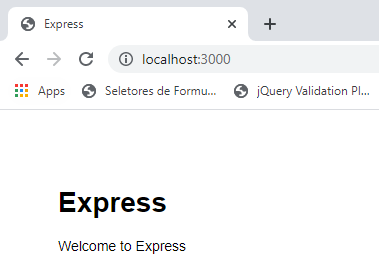 Express
localhost:3000
Apps Seletores de Formu... jQuery Validation Pl...
Express
Welcome to Express